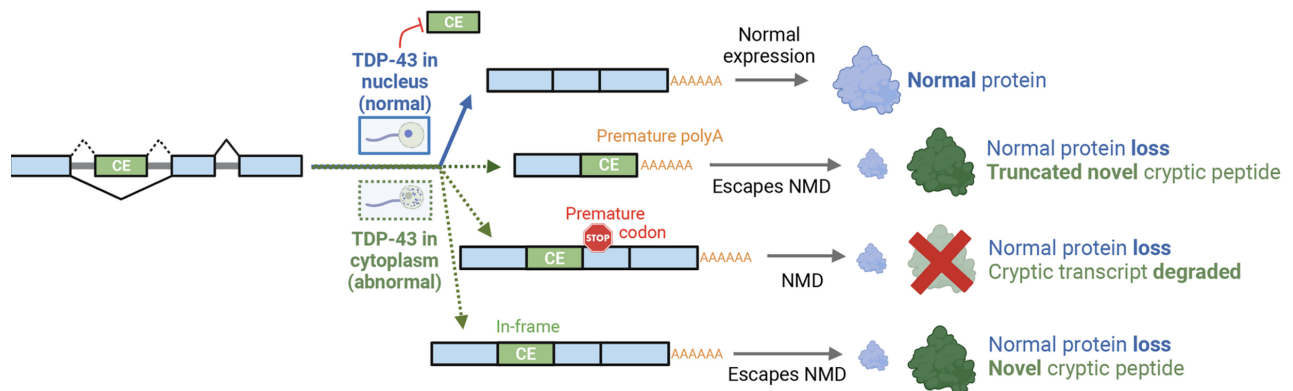 CE
TDP-43 in
nucleus
(normal)
CE
TDP-43 in
cytoplasm
(abnormal)
AAAAAA
Normal
expression
Normal protein
Premature polyA
CE
AAAAAA
Escapes NMD
Normal protein loss
Truncated novel cryptic peptide
Premature
STOP codon
CE
AAAAAA
NMD
Normal protein loss
Cryptic transcript degraded
In-frame
CE
AAAAAA
Escapes NMD
Normal protein loss
Novel cryptic peptide